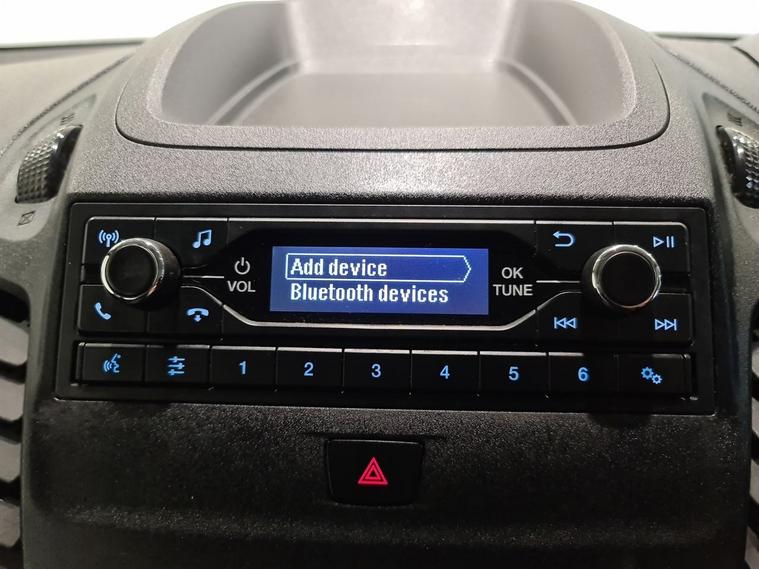 Add device
Bluetooth devices
VOL
OK
TUNE
1 2 3 4 5 6